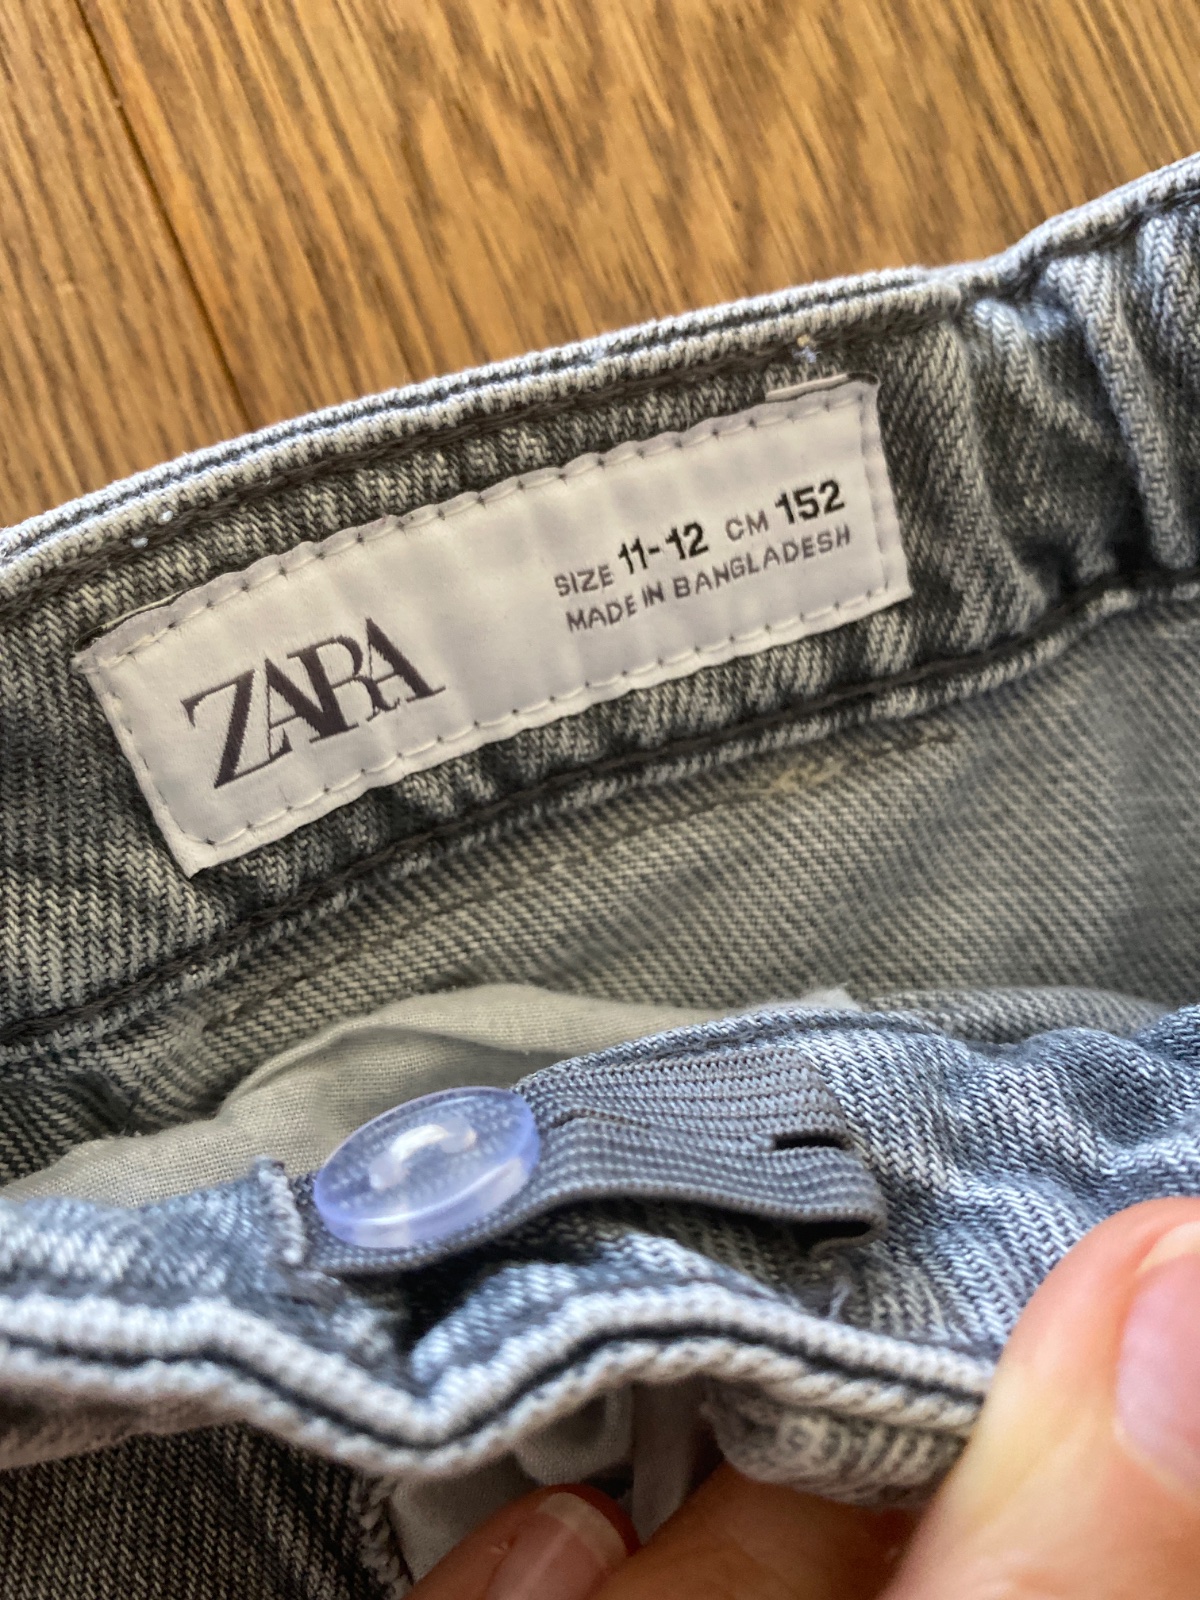 ZARA
SIZE 11-12 CM 152
MADE IN BANGLADESH